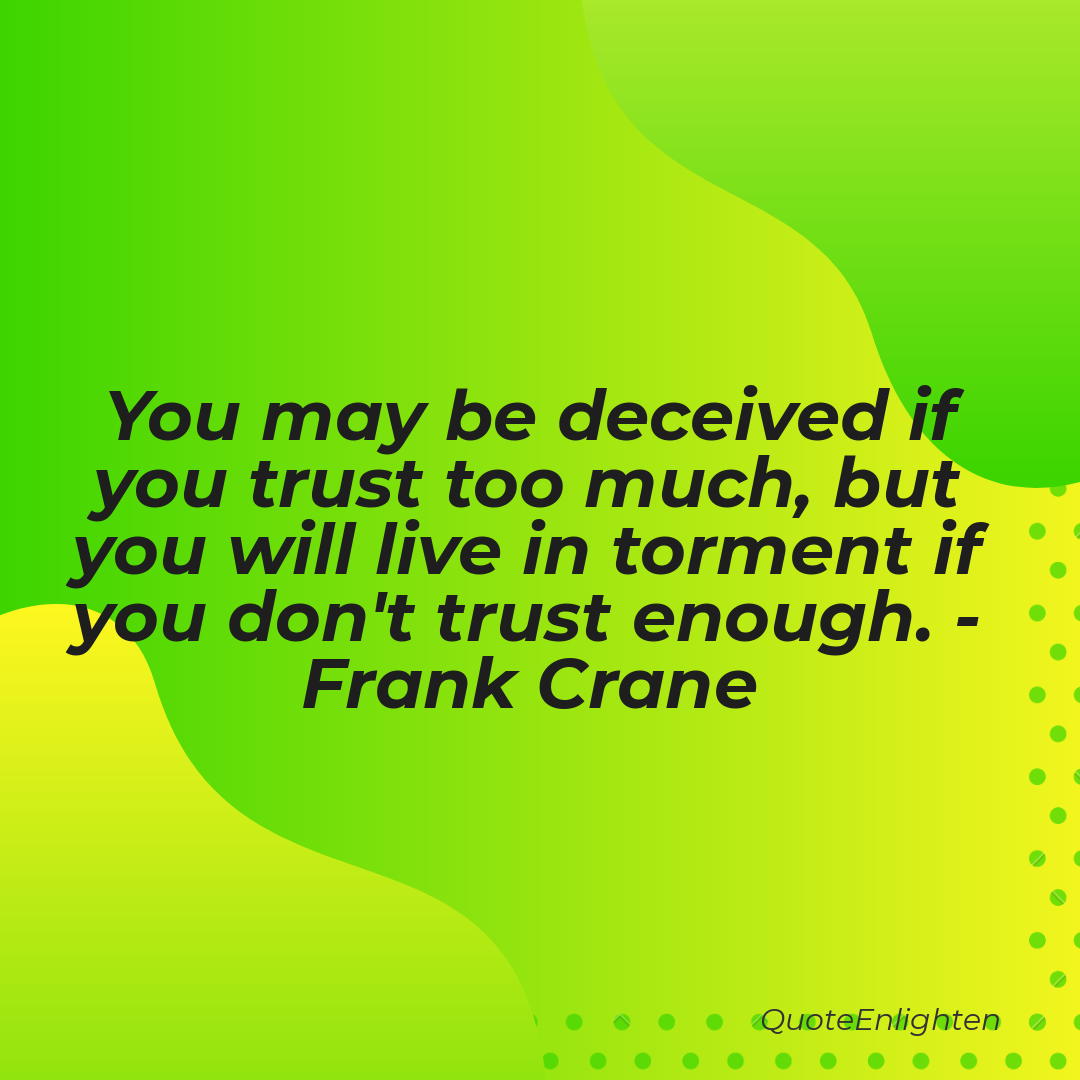 You may be deceived if
you trust too much, but
you will live in torment if
you don't trust enough. -
Frank Crane
QuoteEnlighten